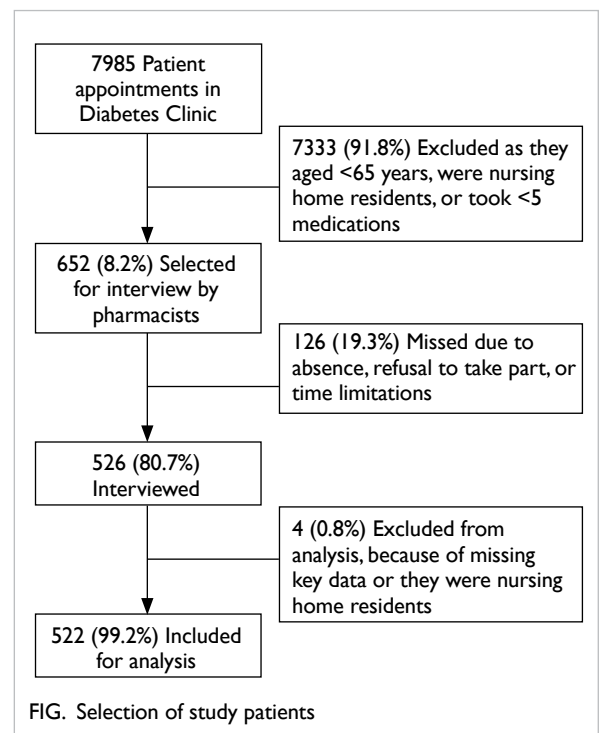 7985 Patient
appointments in
Diabetes Clinic
7333 (91.8%) Excluded as they
aged <65 years, were nursing
home residents, or took <5
medications
652 (8.2%) Selected
for interview by
pharmacists
126 (19.3%) Missed due to
absence, refusal to take part, or
time limitations
526 (80.7%)
Interviewed
4 (0.8%) Excluded from
analysis, because of missing
key data or they were nursing
home residents
522 (99.2%) Included
for analysis
FIG. Selection of study patients